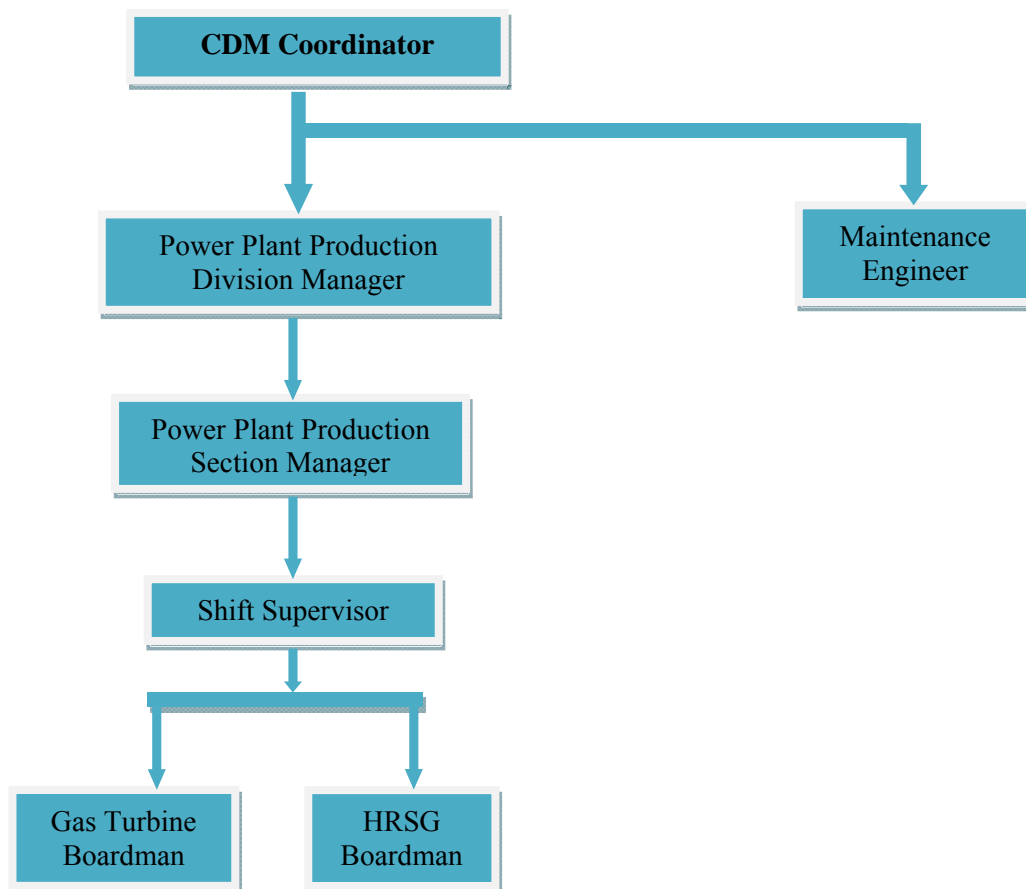 CDM Coordinator
Power Plant Production
Division Manager
Maintenance
Engineer
Power Plant Production
Section Manager
Shift Supervisor
Gas Turbine
Boardman
HRSG
Boardman